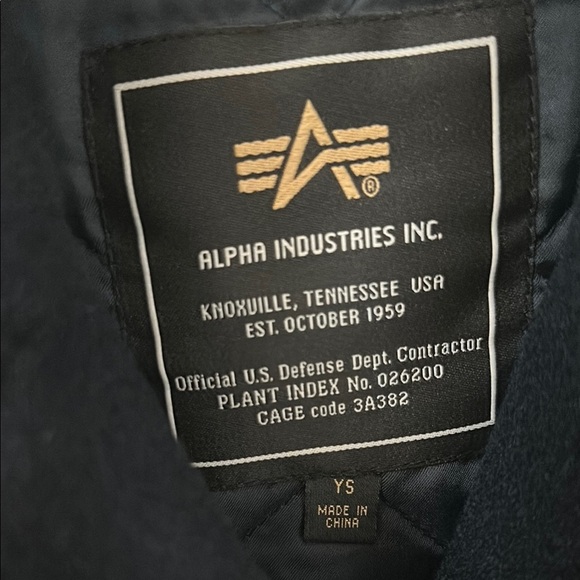 ®
ALPHA INDUSTRIES INC.
KNOXVILLE, TENNESSEE USA
EST. OCTOBER 1959
Official U.S. Defense Dept. Contractor
PLANT INDEX No. 026200
CAGE code 3A382
YS
MADE IN
CHINA